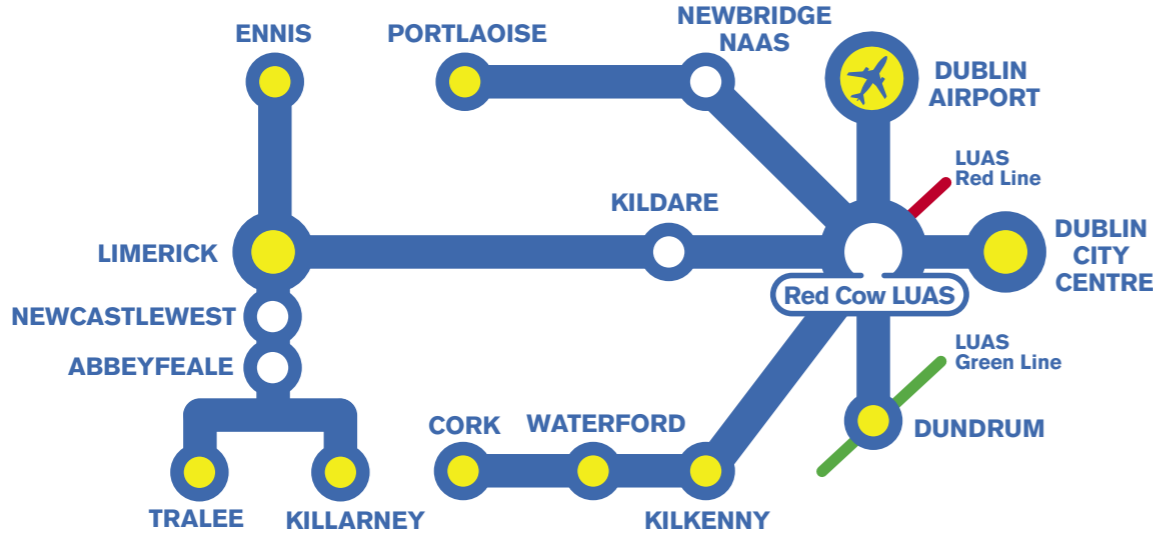 ENNIS
PORTLAOISE
NEWBRIDGE
NAAS
DUBLIN
AIRPORT
LUAS
Red Line
KILDARE
LIMERICK
DUBLIN
CITY
CENTRE
Red Cow LUAS
NEWCASTLEWEST
LUAS
Green Line
ABBEYFEALE
CORK
WATERFORD
DUNDRUM
TRALEE
KILLARNEY
KILKENNY